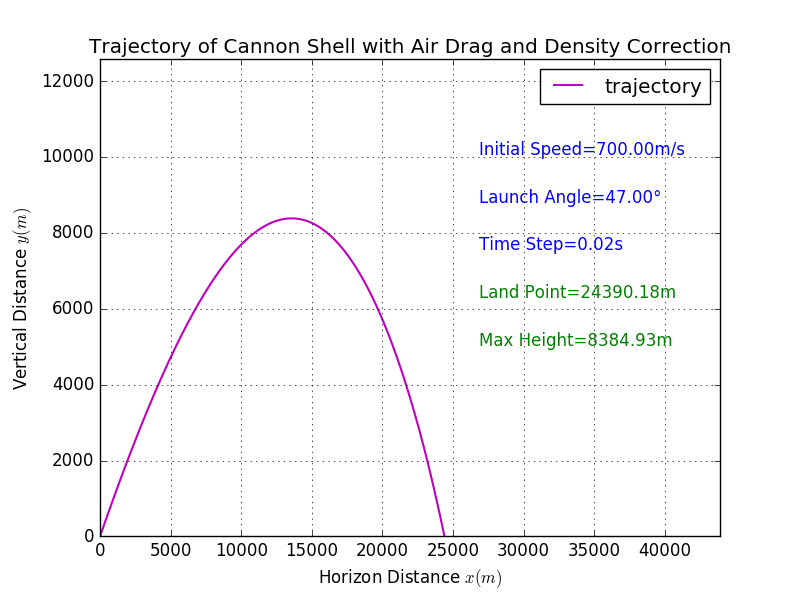 Trajectory of Cannon Shell with Air Drag and Density Correction
trajectory
Initial Speed=700.00m/s
Launch Angle=47.00°
Time Step=0.02s
Land Point=24390.18m
Max Height=8384.93m
Vertical Distance y(m)
12000
10000
8000
6000
4000
2000
0
0 5000 10000 15000 20000 25000 30000 35000 40000
Horizon Distance x(m)